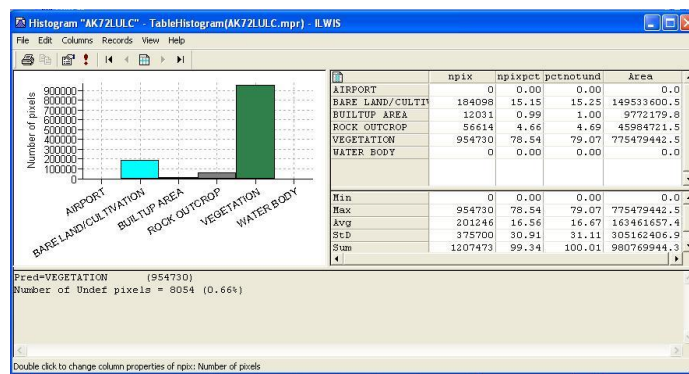 Histogram "AK72LULC" - TableHistogram(AK72LULC.mpr) - ILWIS
File Edit Columns Records View Help
Number of pixels
900000
800000
700000
600000
500000
400000
300000
200000
100000
0
AIRPORT
BARE LAND/CULTIVATION
BUILTUP AREA
ROCK OUTCROP
VEGETATION
WATER BODY
npix npixpct pctnotund Area
AIRPORT 0 0.00 0.00 0.0
BARE LAND/CULTIV 184098 15.15 15.25 149533600.5
BUILTUP AREA 12031 0.99 1.00 9772179.8
ROCK OUTCROP 56614 4.66 4.69 45984721.5
VEGETATION 954730 78.54 79.07 775479442.5
WATER BODY 0 0.00 0.00 0.0
Min 0 0.00 0.00 0.0
Max 954730 78.54 79.07 775479442.5
Avg 201246 16.56 16.67 163461657.4
StD 375700 30.91 31.11 305162406.9
Sum 1207473 99.34 100.01 980769944.3
Pred=VEGETATION (954730)
Number of Undef pixels = 8054 (0.66%)
Double click to change column properties of npix: Number of pixels